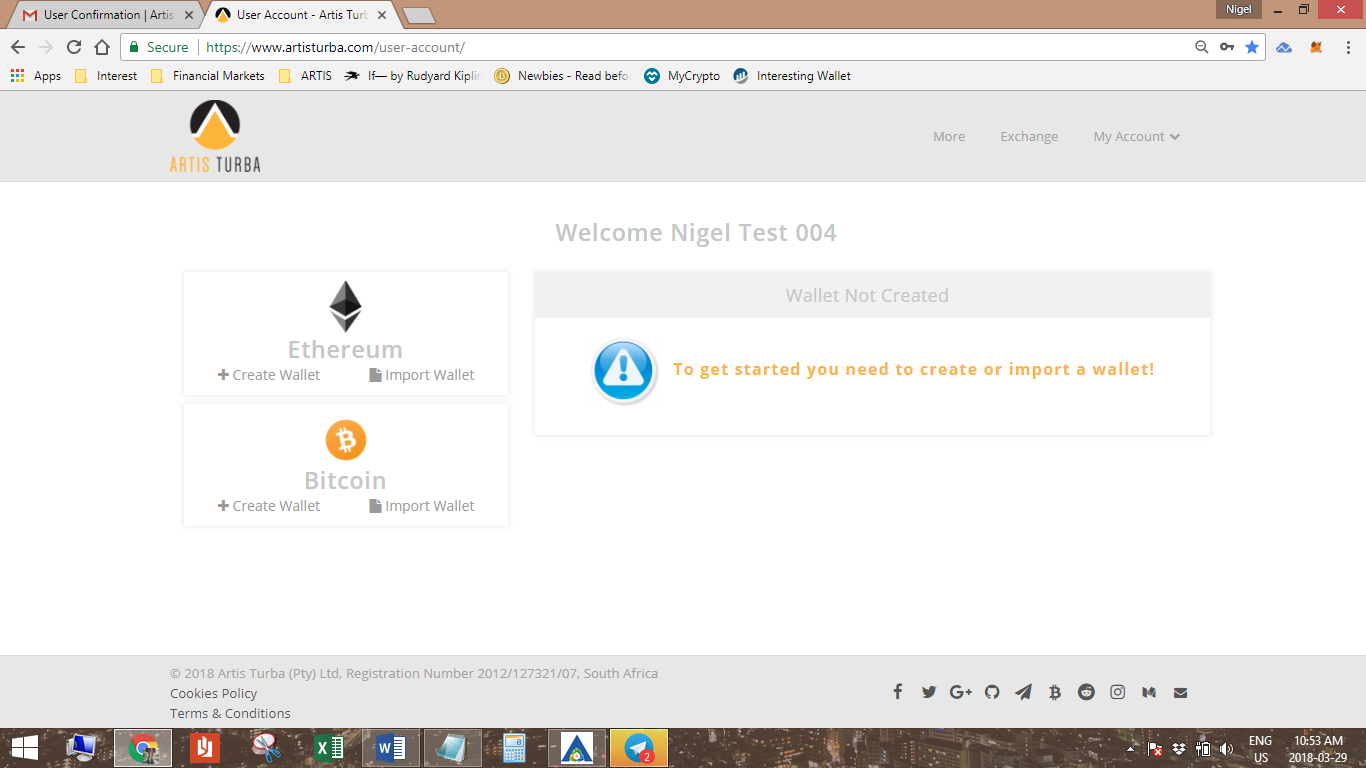 User Confirmation | Artis
User Account - Artis Turb
Nigel
Secure
https://www.artisturba.com/user-account/
Apps
Interest
Financial Markets
ARTIS
If— by Rudyard Kiplin
Newbies - Read befo
MyCrypto
Interesting Wallet
ARTIS TURBA
More
Exchange
My Account
Welcome Nigel Test 004
Ethereum
Create Wallet
Import Wallet
Wallet Not Created
To get started you need to create or import a wallet!
Bitcoin
Create Wallet
Import Wallet
© 2018 Artis Turba (Pty) Ltd, Registration Number 2012/127321/07, South Africa
Cookies Policy
Terms & Conditions
2
ENG
US
10:53 AM
2018-03-29